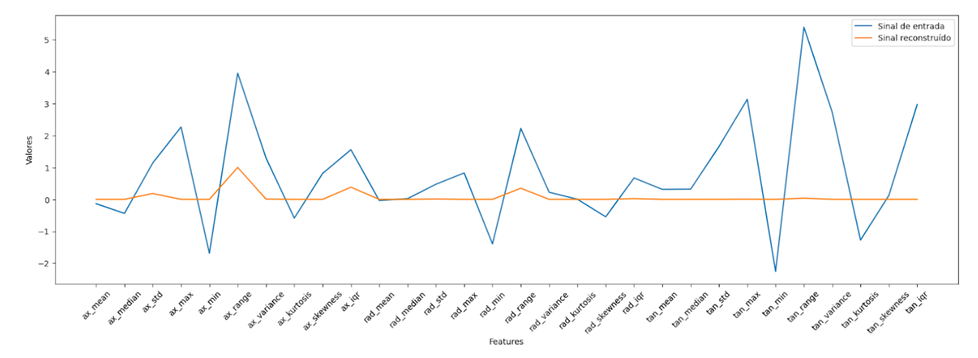 Sinal de entrada
Sinal reconstruído
5
4
3
2
1
0
−1
−2
Valores
ax_mean
ax_median
ax_std
ax_max
ax_min
ax_range
ax_variance
ax_kurtosis
ax_skewness
ax_iqr
rad_mean
rad_median
rad_std
rad_max
rad_min
rad_range
rad_variance
rad_kurtosis
rad_skewness
rad_iqr
tan_mean
tan_median
tan_std
tan_max
tan_min
tan_range
tan_variance
tan_kurtosis
tan_skewness
tan_iqr
Features